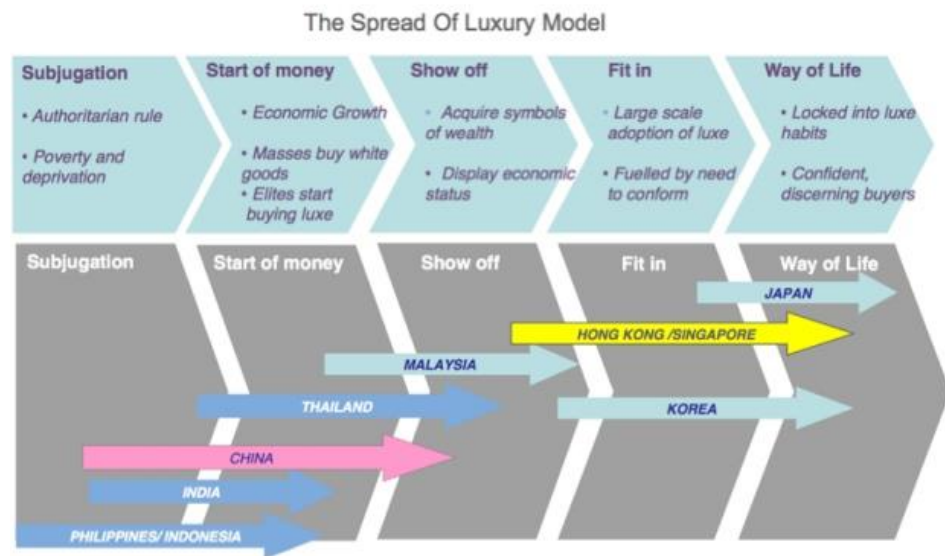 The Spread Of Luxury Model
Subjugation
• Authoritarian rule
• Poverty and
deprivation
Start of money
• Economic Growth
• Masses buy white
goods
• Elites start
buying luxe
Show off
• Acquire symbols
of wealth
• Display economic
status
Fit in
• Large scale
adoption of luxe
• Fuelled by need
to conform
Way of Life
• Locked into luxe
habits
• Confident,
discerning buyers
Subjugation
Start of money
Show off
Fit in
Way of Life
JAPAN
HONG KONG /SINGAPORE
MALAYSIA
THAILAND
KOREA
CHINA
INDIA
PHILIPPINES/ INDONESIA